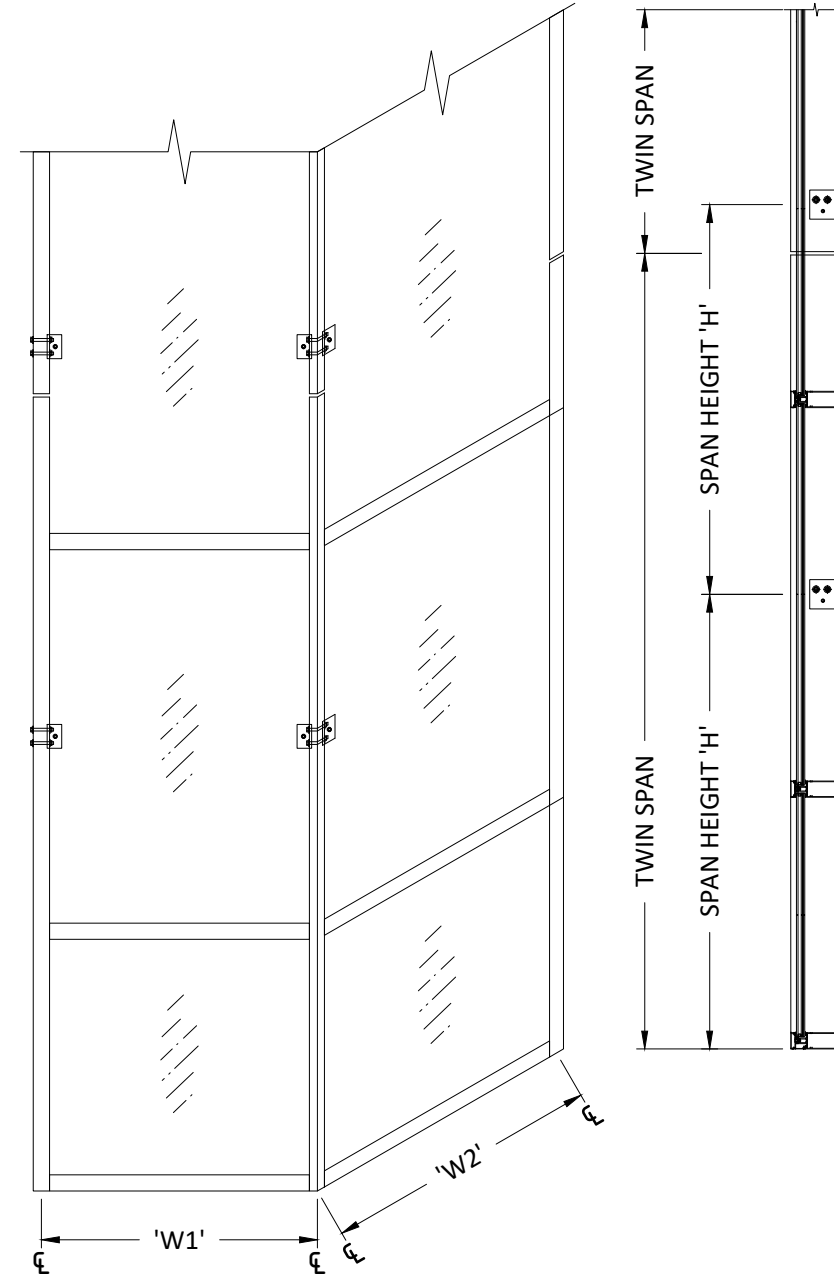 TWIN SPAN
SPAN HEIGHT 'H'
TWIN SPAN
SPAN HEIGHT 'H'
'W1'
'W2'
℄
℄
℄
℄